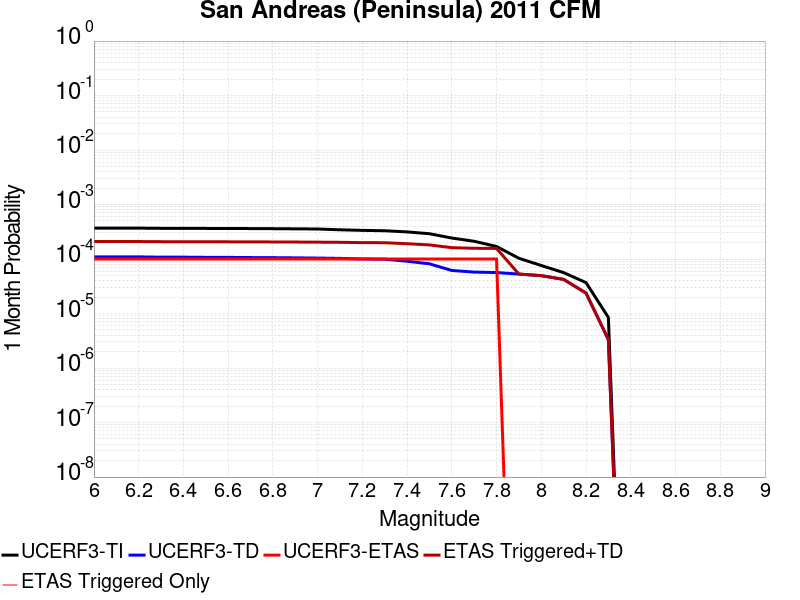 San Andreas (Peninsula) 2011 CFM
10^0
10^-1
10^-2
10^-3
10^-4
10^-5
10^-6
10^-7
10^-8
1 Month Probability
6 6.2 6.4 6.6 6.8 7 7.2 7.4 7.6 7.8 8 8.2 8.4 8.6 8.8 9
Magnitude
UCERF3-TI UCERF3-TD UCERF3-ETAS ETAS Triggered+TD
ETAS Triggered Only